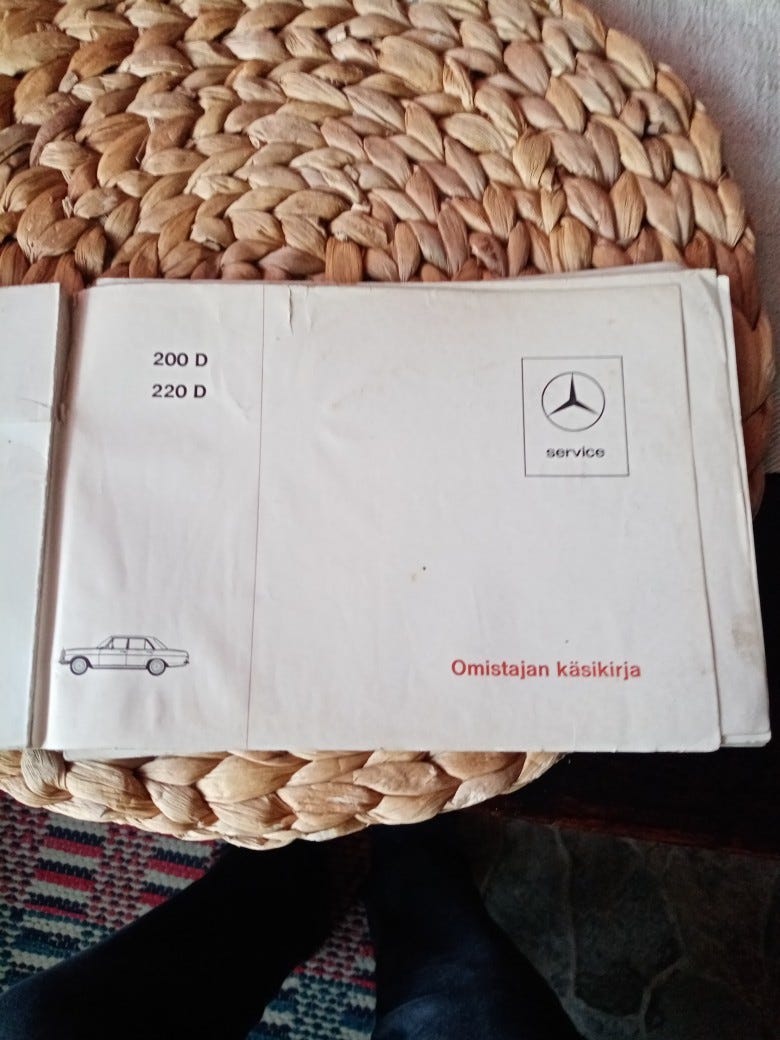 200 D
220 D
service
Omistajan käsikirja